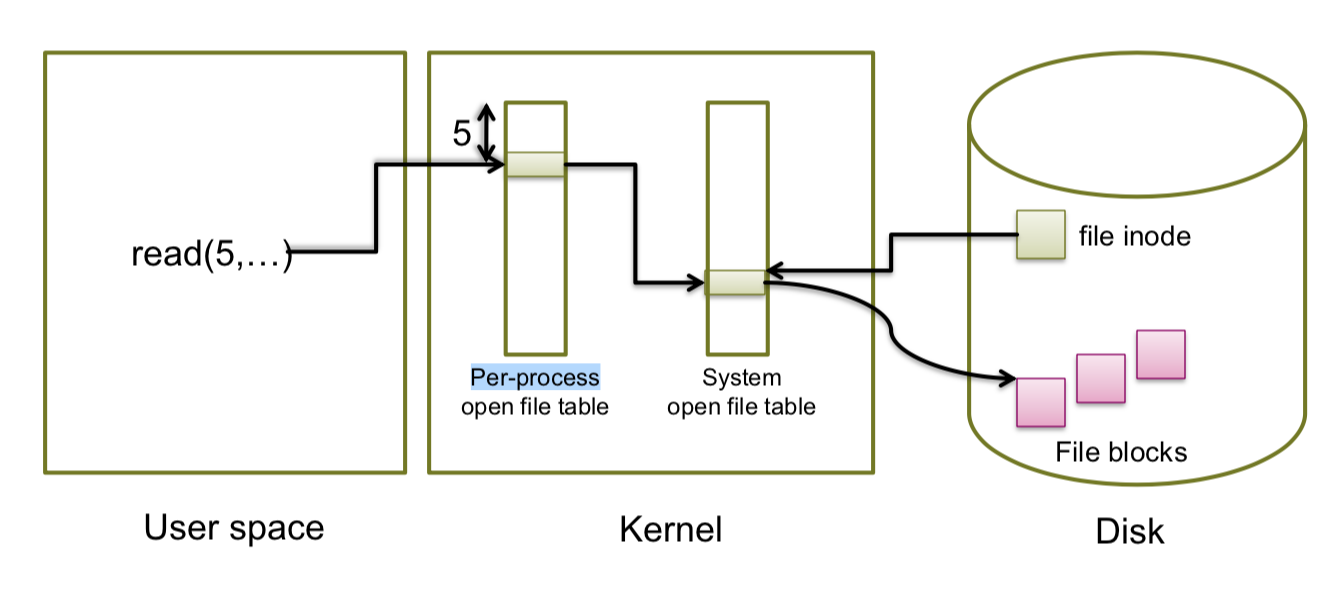 5
read(5,...)
file inode
Per-process
open file table
System
open file table
File blocks
User space
Kernel
Disk